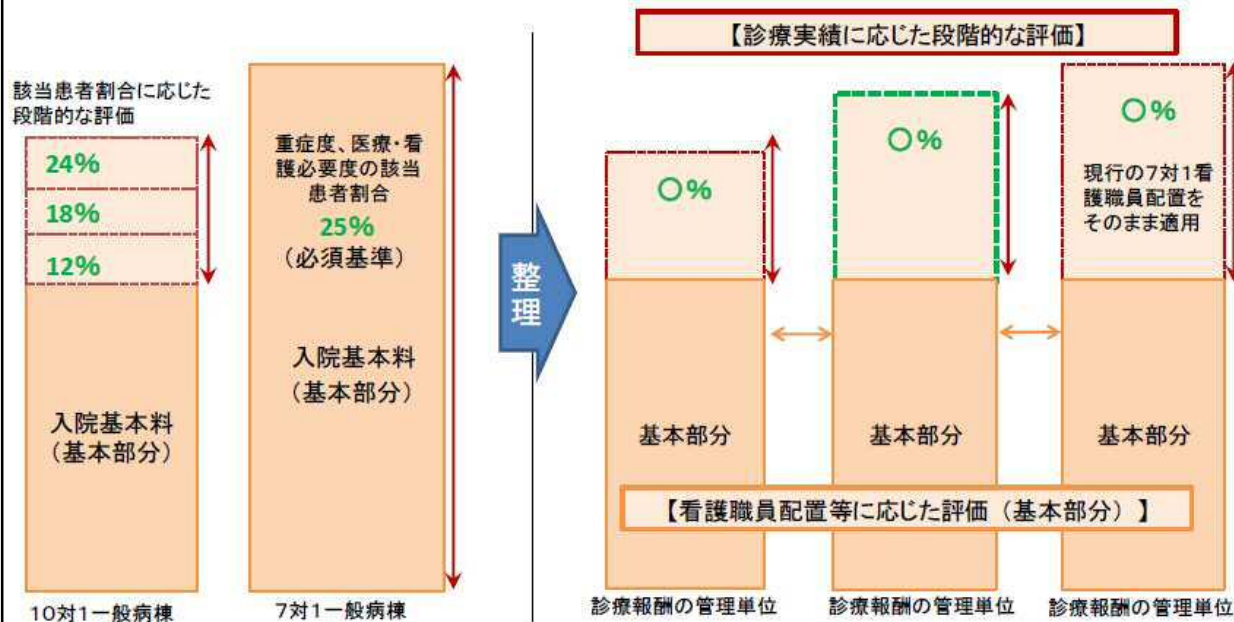 該当患者割合に応じた
段階的な評価
24%
18%
12%
入院基本料
(基本部分)
10対1一般病棟
重症度、医療・看
護必要度の該当
患者割合
25%
(必須基準)
入院基本料
(基本部分)
7対1一般病棟
整
理
【診療実績に応じた段階的な評価】
〇%
〇%
〇%
現行の7対1看
護職員配置を
そのまま適用
基本部分
基本部分
基本部分
【看護職員配置等に応じた評価(基本部分)】
診療報酬の管理単位
診療報酬の管理単位
診療報酬の管理単位